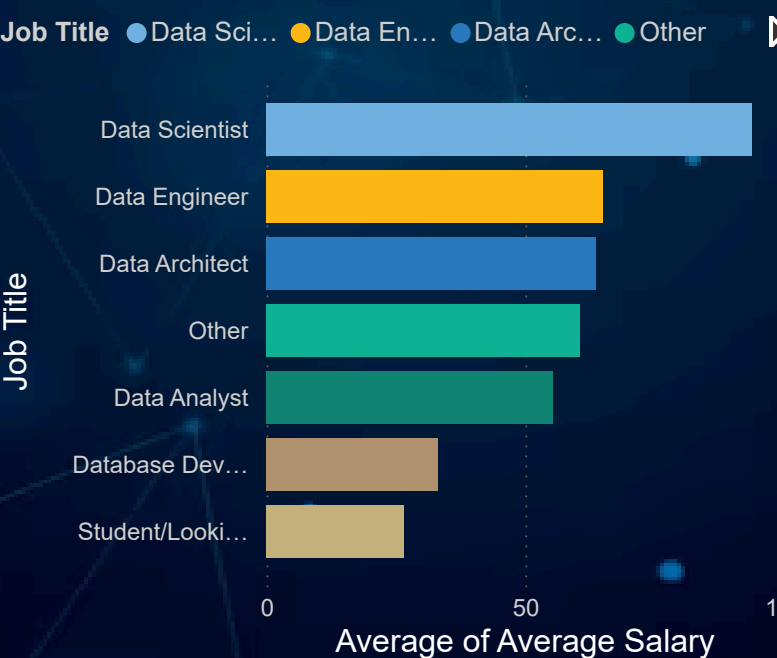 Job Title Data Sci… Data En… Data Arc… Other
Data Scientist
Data Engineer
Data Architect
Other
Data Analyst
Database Dev…
Student/Looki…
Job Title
0 50
Average of Average Salary